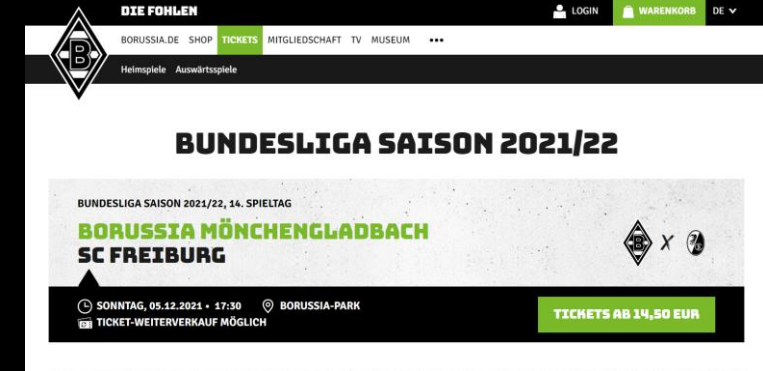 DIE FOHLEN
LOGIN WARENKORB DE
BORUSSIA.DE SHOP TICKETS MITGLIEDSCHAFT TV MUSEUM •••
B
Heimspiele Auswärtsspiele
BUNDESLIGA SAISON 2021/22
BUNDESLIGA SAISON 2021/22, 14. SPIELTAG
BORUSSIA MÖNCHENGLADBACH
SC FREIBURG
X
SONNTAG, 05.12.2021 • 17:30 BORUSSIA-PARK
TICKET-WEITERVERKAUF MÖGLICH
TICKETS AB 14,50 EUR